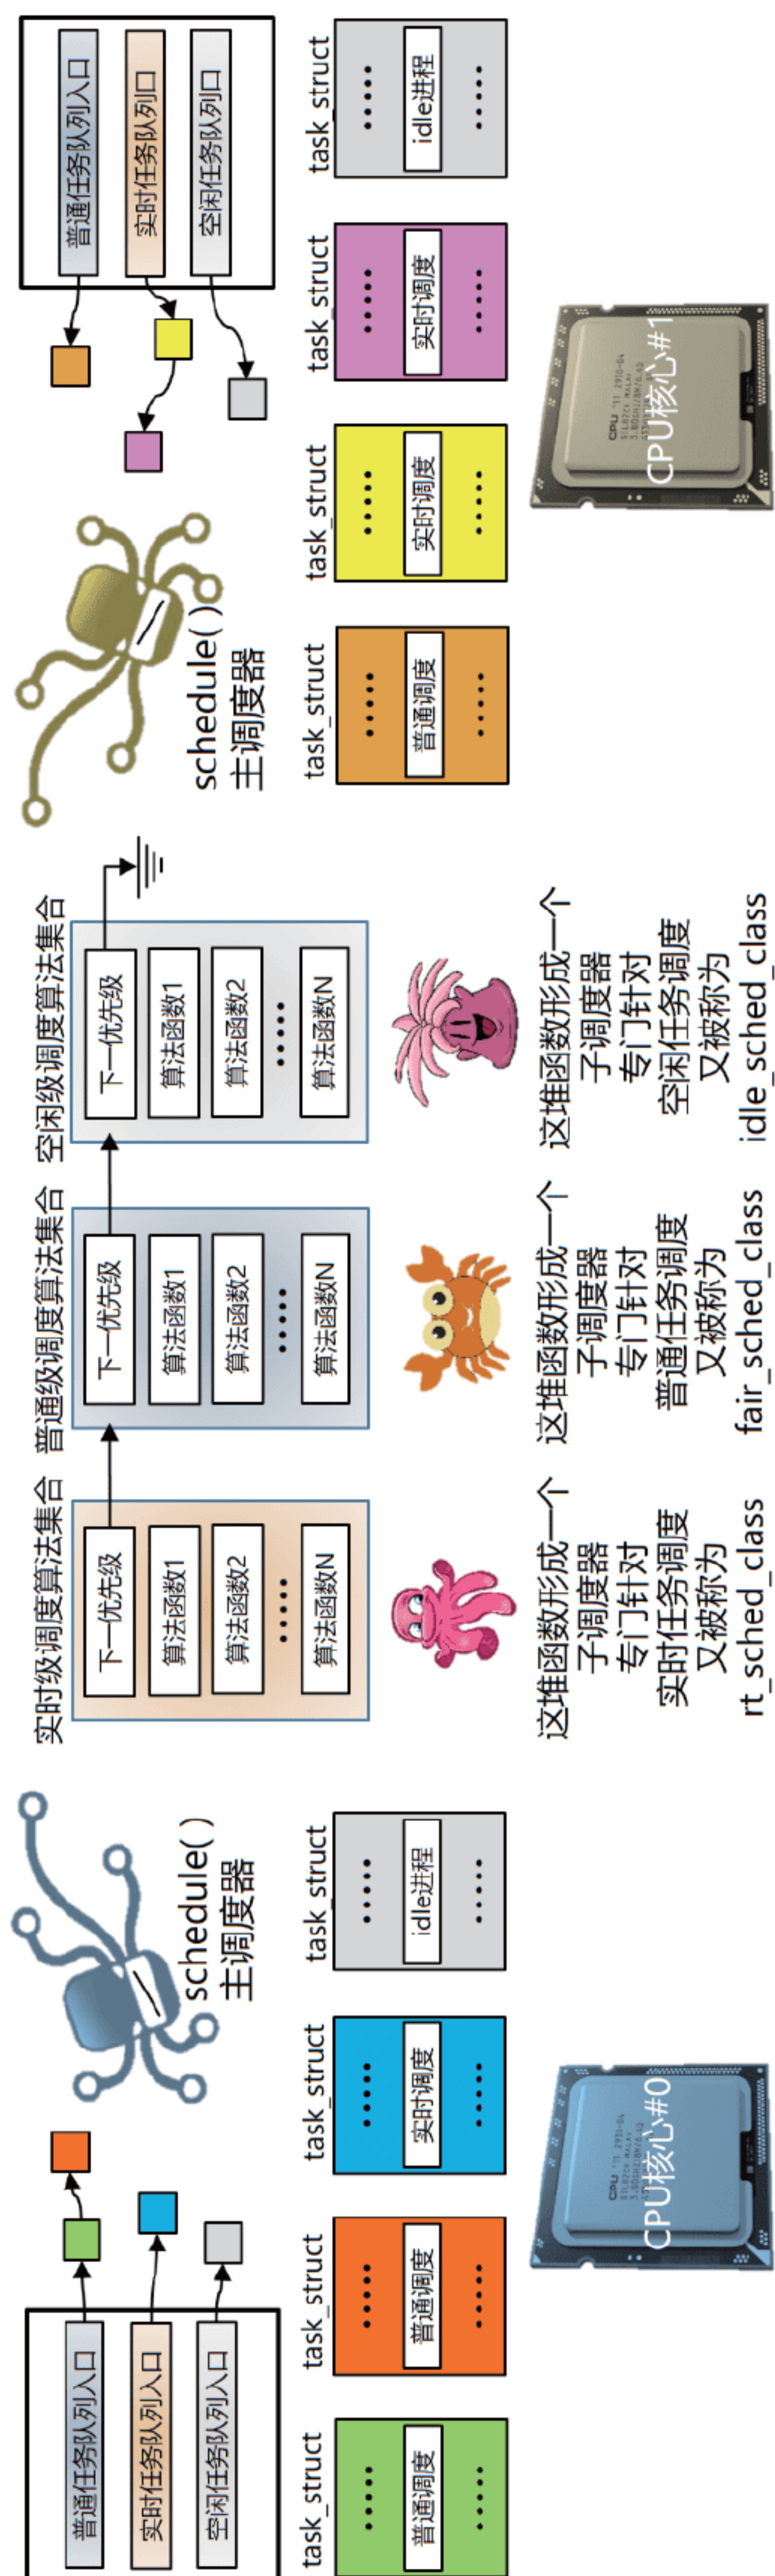 普通任务队列入口
实时任务队列入口
空闲任务队列入口
task_struct
•••••
普通调度
•••••
task_struct
•••••
普通调度
•••••
task_struct
•••••
实时调度
•••••
task_struct
•••••
idle进程
•••••
schedule( )
主调度器
CPU核心#0
实时级调度算法集合
下一优先级
算法函数1
算法函数2
•••••
算法函数N
这堆函数形成一个
子调度器
专门针对
实时任务调度
又被称为
rt_sched_class
普通级调度算法集合
下一优先级
算法函数1
算法函数2
•••••
算法函数N
这堆函数形成一个
子调度器
专门针对
普通任务调度
又被称为
fair_sched_class
空闲级调度算法集合
下一优先级
算法函数1
算法函数2
•••••
算法函数N
这堆函数形成一个
子调度器
专门针对
空闲任务调度
又被称为
idle_sched_class
schedule( )
主调度器
普通任务队列入口
实时任务队列口
空闲任务队列口
task_struct
•••••
普通调度
•••••
task_struct
•••••
实时调度
•••••
task_struct
•••••
实时调度
•••••
task_struct
•••••
idle进程
•••••
CPU核心#1